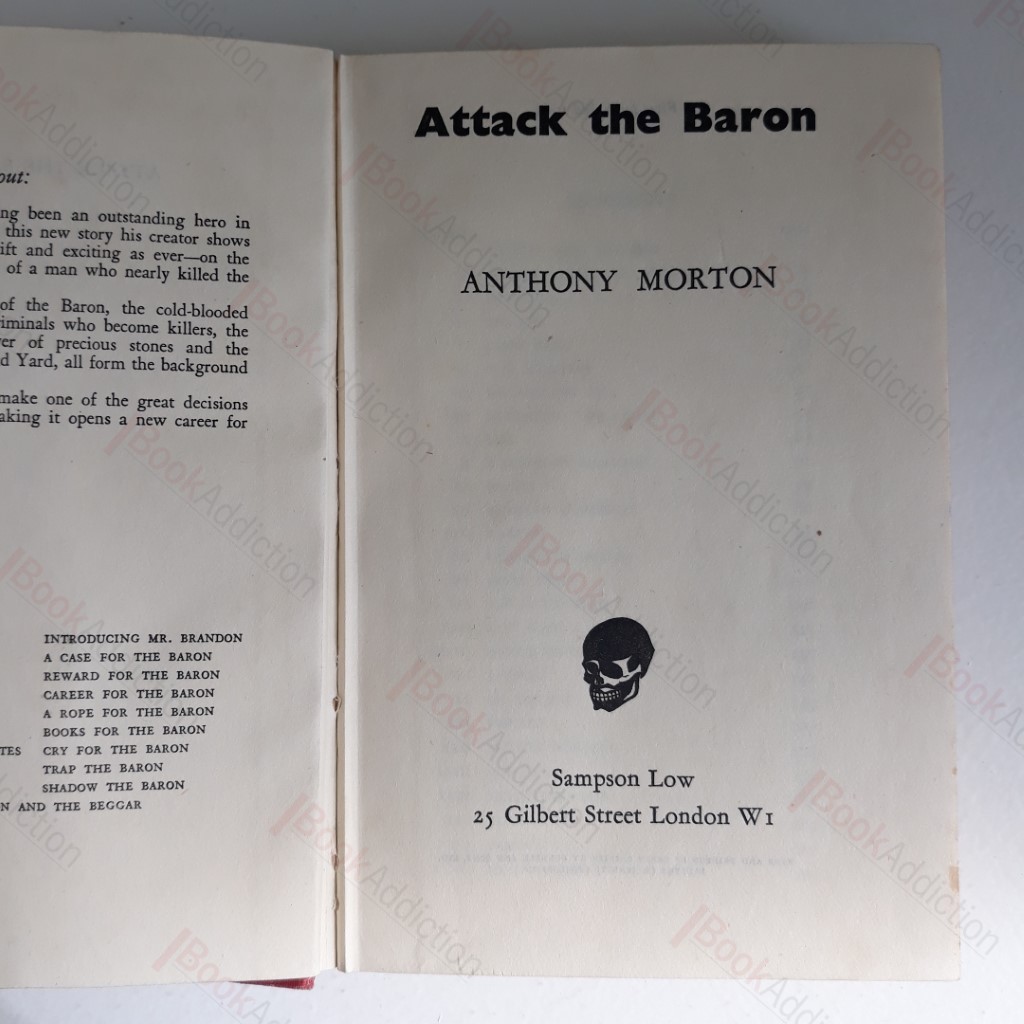 out:
ng been an outstanding hero in
this new story his creator shows
ift and exciting as ever—on the
of a man who nearly killed the
of the Baron, the cold-blooded
iminals who become killers, the
er of precious stones and the
d Yard, all form the background
make one of the great decisions
aking it opens a new career for
INTRODUCING MR. BRANDON
A CASE FOR THE BARON
REWARD FOR THE BARON
CAREER FOR THE BARON
A ROPE FOR THE BARON
BOOKS FOR THE BARON
TES CRY FOR THE BARON
TRAP THE BARON
SHADOW THE BARON
N AND THE BEGGAR
Attack the Baron
ANTHONY MORTON
Sampson Low
25 Gilbert Street London W1
BookAddiction